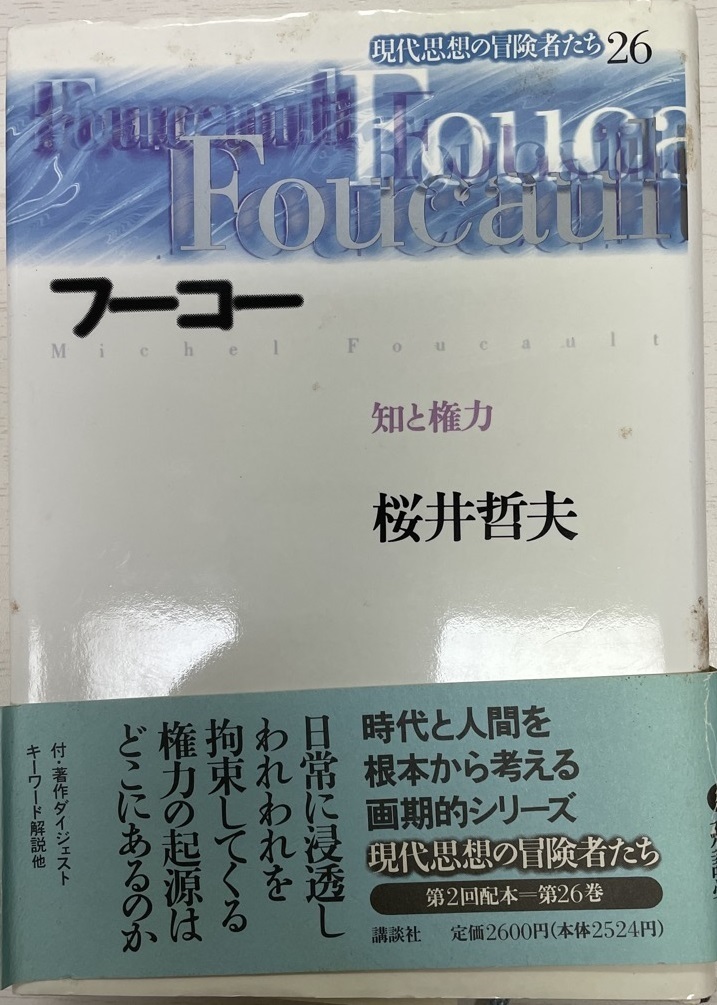 現代思想の冒険者たち 26
Foucault
Fouca
Foucault
Foucault
フーコー
Michel Foucault
知と権力
桜井哲夫
時代と人間を
根本から考える
画期的シリーズ
現代思想の冒険者たち
第2回配本=第26巻
講談社 定価2600円(本体2524円)
日常に浸透し
われわれを
拘束してくる
権力の起源は
どこにあるのか
付・著作ダイジェスト
キーワード解説他